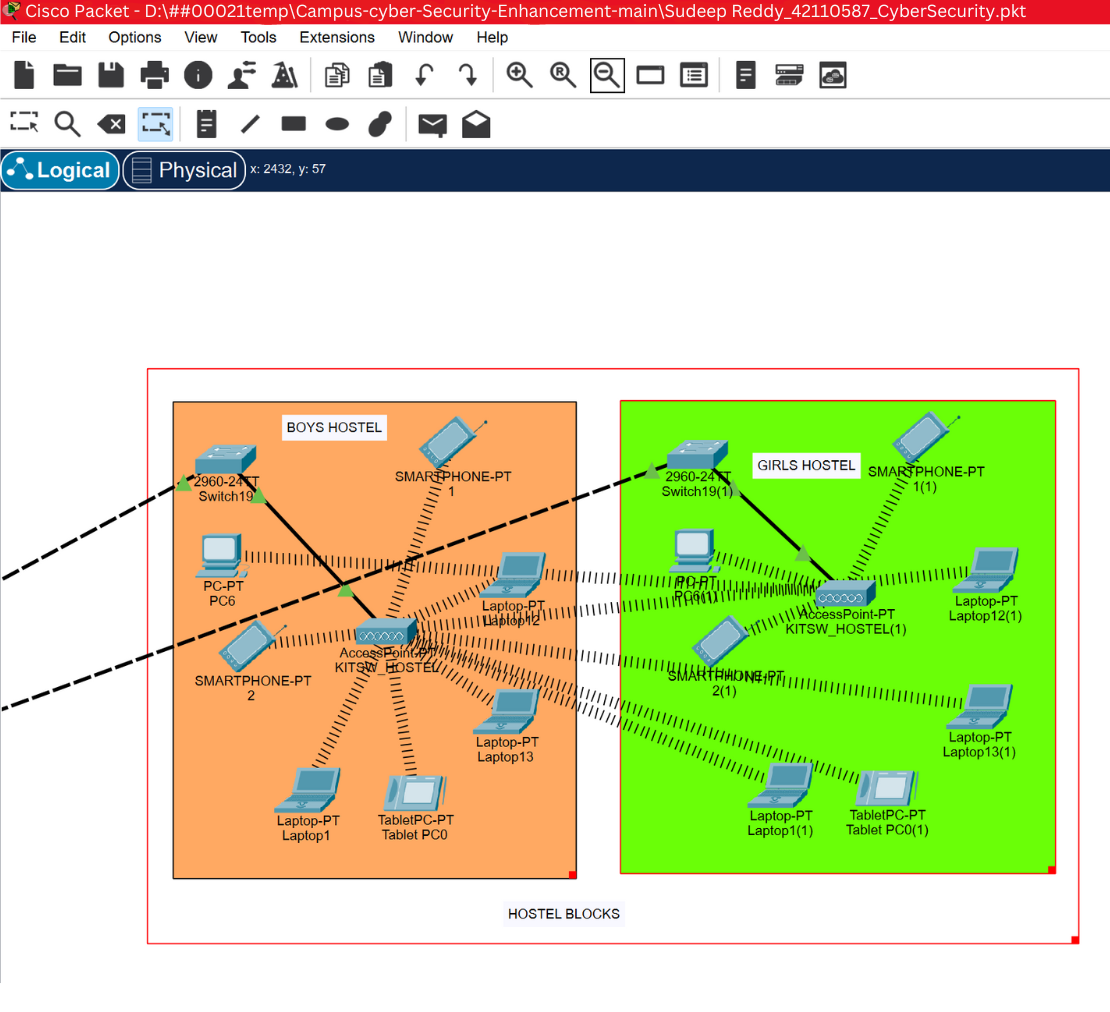 Cisco Packet - D:\##00021temp\Campus-cyber-Security-Enhancement-main\Sudeep Reddy_42110587_CyberSecurity.pkt
File Edit Options View Tools Extensions Window Help
Logical Physical x: 2432, y: 57
BOYS HOSTEL
2960-24TT
Switch19
SMARTPHONE-PT
1
PC-PT
PC6
Laptop-PT
Laptop12
AccessPoint-PT
KITSW_HOSTEL
SMARTPHONE-PT
2
Laptop-PT
Laptop13
Laptop-PT
Laptop1
TabletPC-PT
Tablet PC0
GIRLS HOSTEL
2960-24TT
Switch19(1)
SMARTPHONE-PT
1(1)
PC-PT
PC6(1)
Laptop-PT
Laptop12(1)
AccessPoint-PT
KITSW_HOSTEL(1)
SMARTPHONE-PT
2(1)
Laptop-PT
Laptop13(1)
Laptop-PT
Laptop1(1)
TabletPC-PT
Tablet PC0(1)
HOSTEL BLOCKS